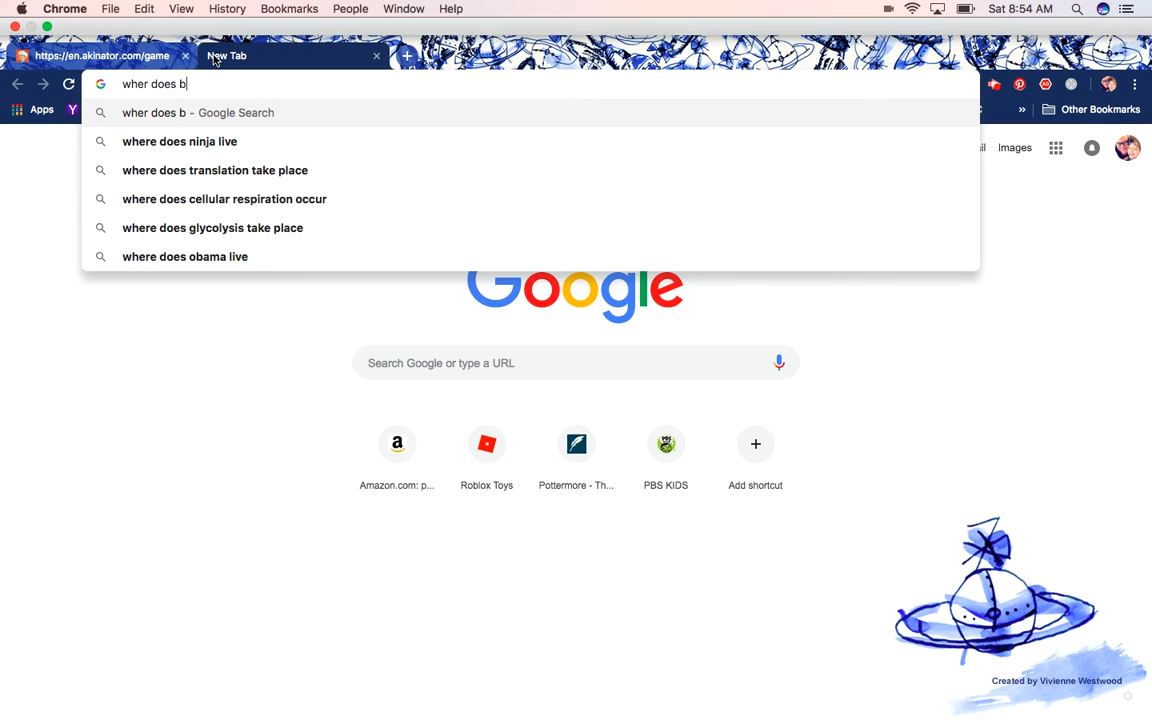 Chrome File Edit View History Bookmarks People Window Help Sat 8:54 AM
https://en.akinator.com/game New Tab
wher does b
Apps Other Bookmarks
wher does b - Google Search
where does ninja live
Images
where does translation take place
where does cellular respiration occur
where does glycolysis take place
where does obama live
Google
Search Google or type a URL
Amazon.com: p... Roblox Toys Pottermore - Th... PBS KIDS Add shortcut
Created by Vivienne Westwood